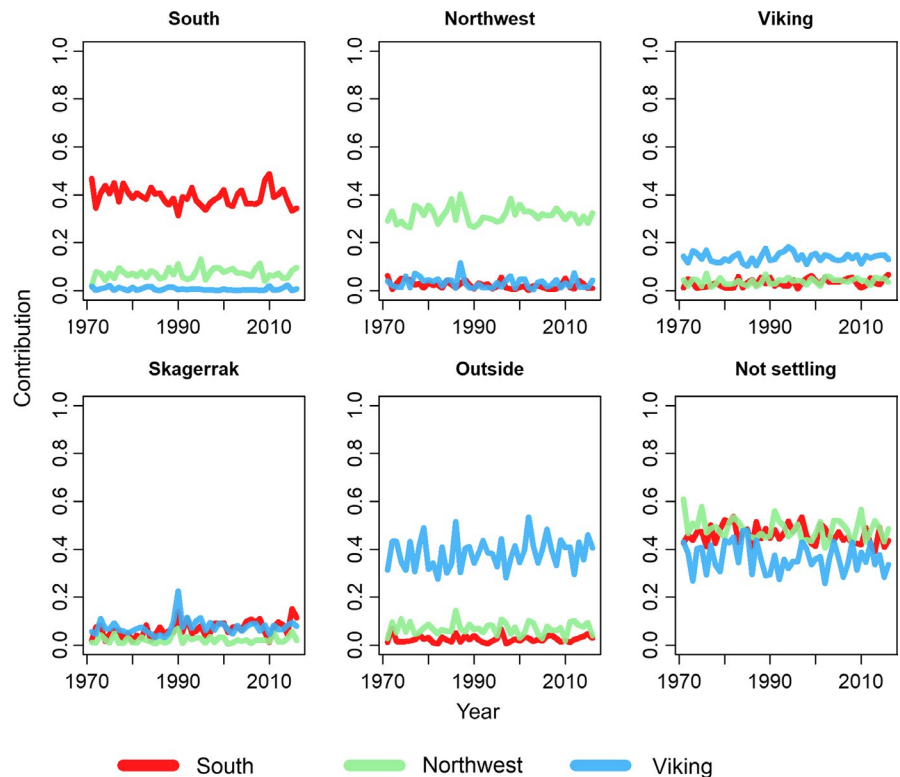 South Northwest Viking
0.0 0.2 0.4 0.6 0.8 1.0 0.0 0.2 0.4 0.6 0.8 1.0 0.0 0.2 0.4 0.6 0.8 1.0
1970 1990 2010 1970 1990 2010 1970 1990 2010
Contribution
Skagerrak Outside Not settling
0.0 0.2 0.4 0.6 0.8 1.0 0.0 0.2 0.4 0.6 0.8 1.0 0.0 0.2 0.4 0.6 0.8 1.0
1970 1990 2010 1970 1990 2010 1970 1990 2010
Year
South Northwest Viking